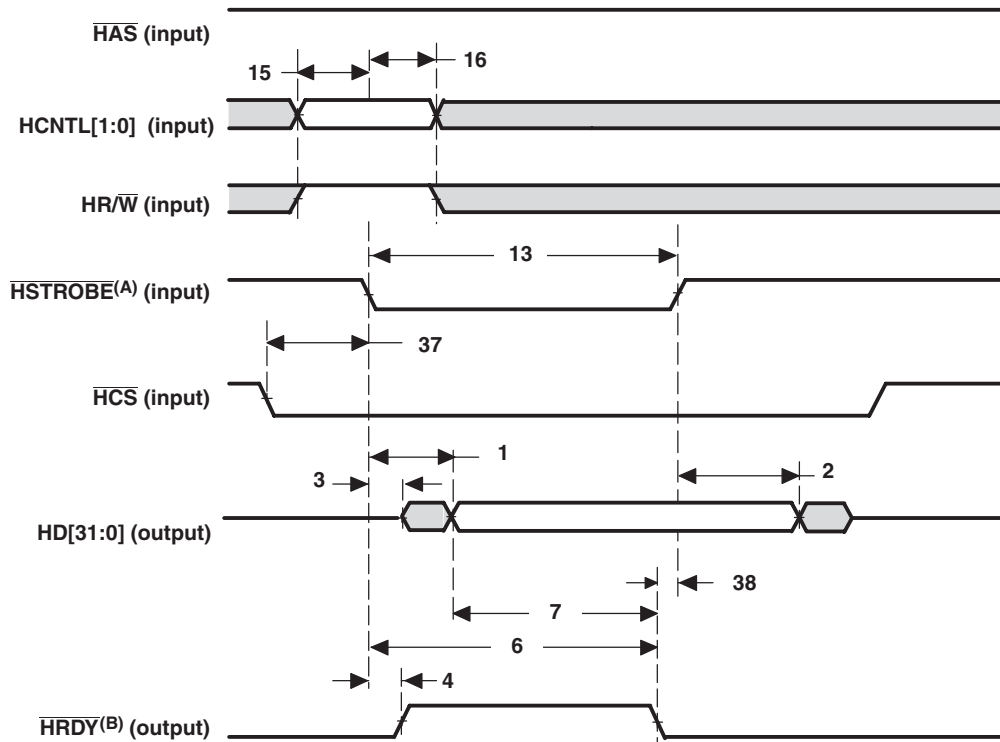 HAS (input)
15
16
HCNTL[1:0] (input)
HR/W (input)
13
HSTROBE(A) (input)
37
HCS (input)
1
3
2
HD[31:0] (output)
38
7
6
4
HRDY(B) (output)